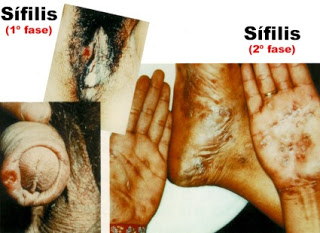 Sífilis
(1º fase)
Sífilis
(2º fase)